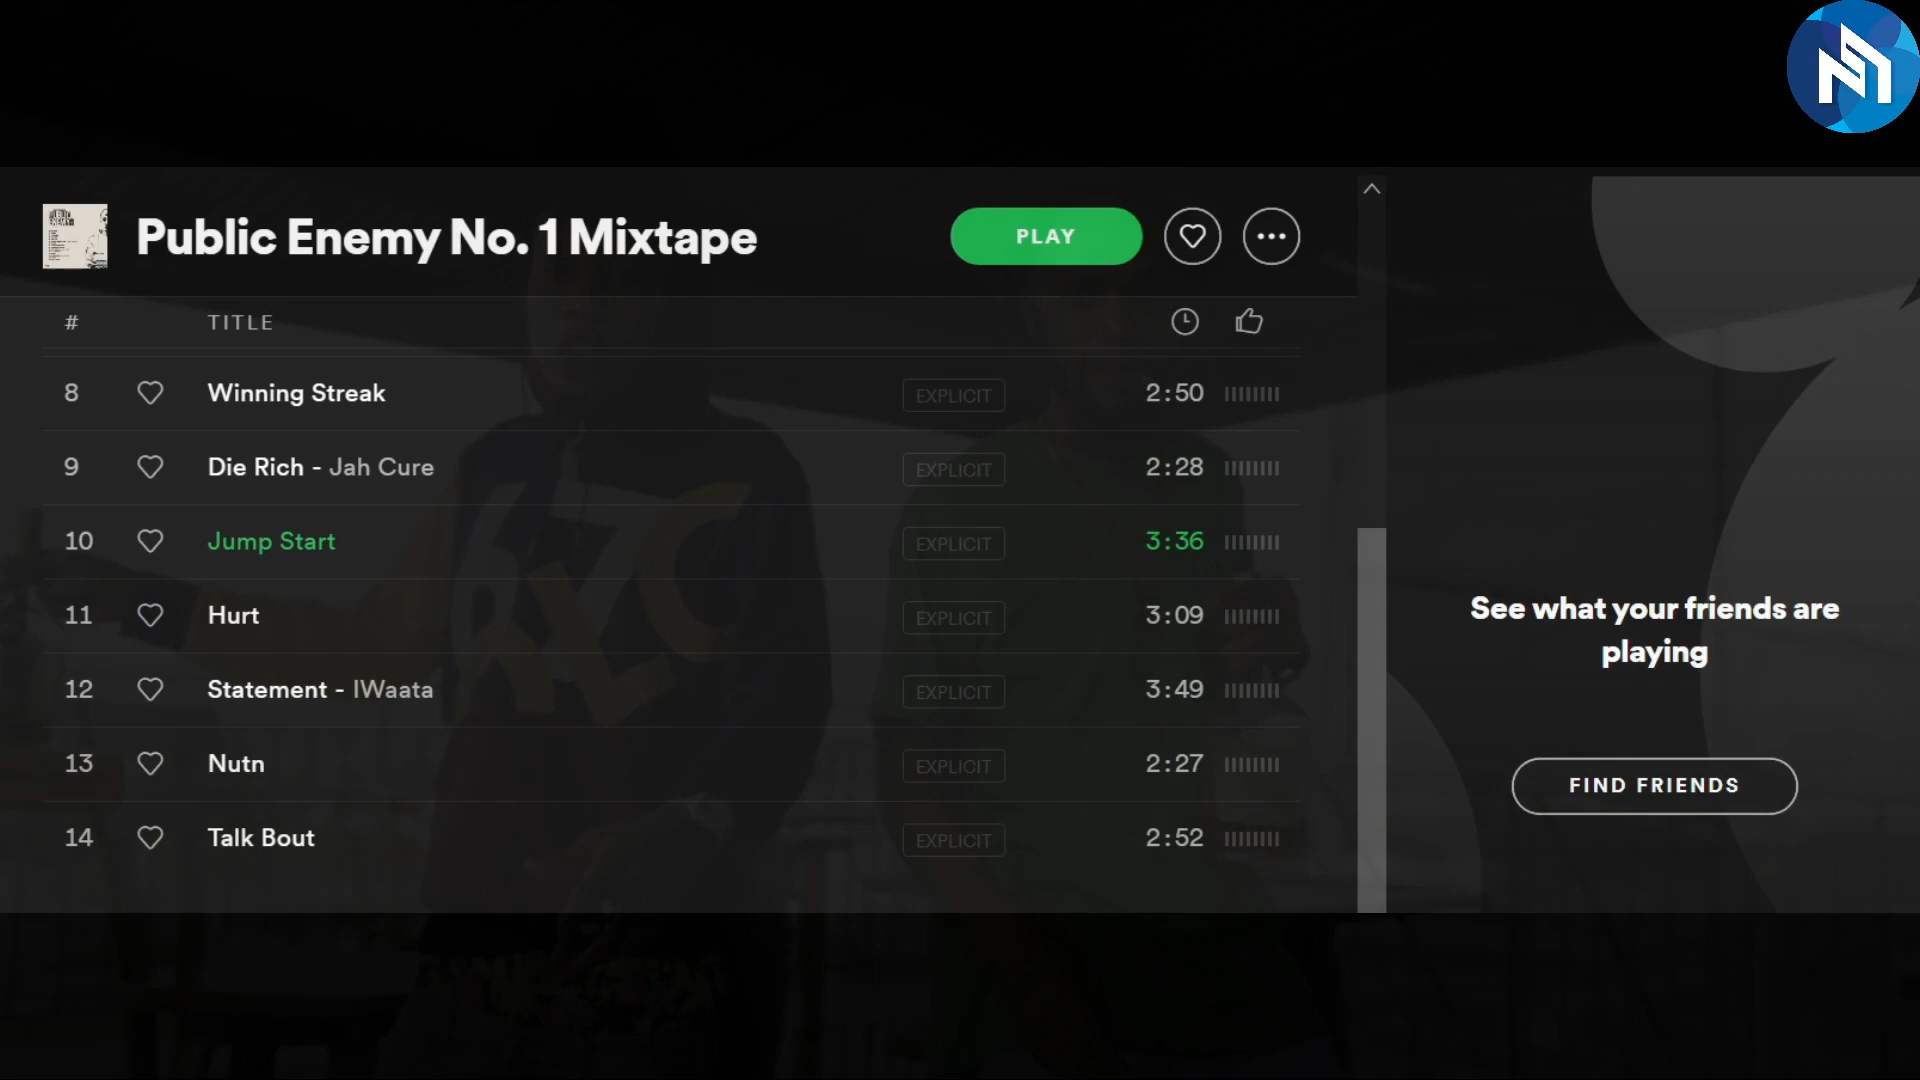 Public Enemy No. 1 Mixtape
PLAY
# TITLE
8 Winning Streak EXPLICIT 2:50
9 Die Rich - Jah Cure EXPLICIT 2:28
10 Jump Start EXPLICIT 3:36
11 Hurt EXPLICIT 3:09
12 Statement - IWaata EXPLICIT 3:49
13 Nutn EXPLICIT 2:27
14 Talk Bout EXPLICIT 2:52
See what your friends are
playing
FIND FRIENDS